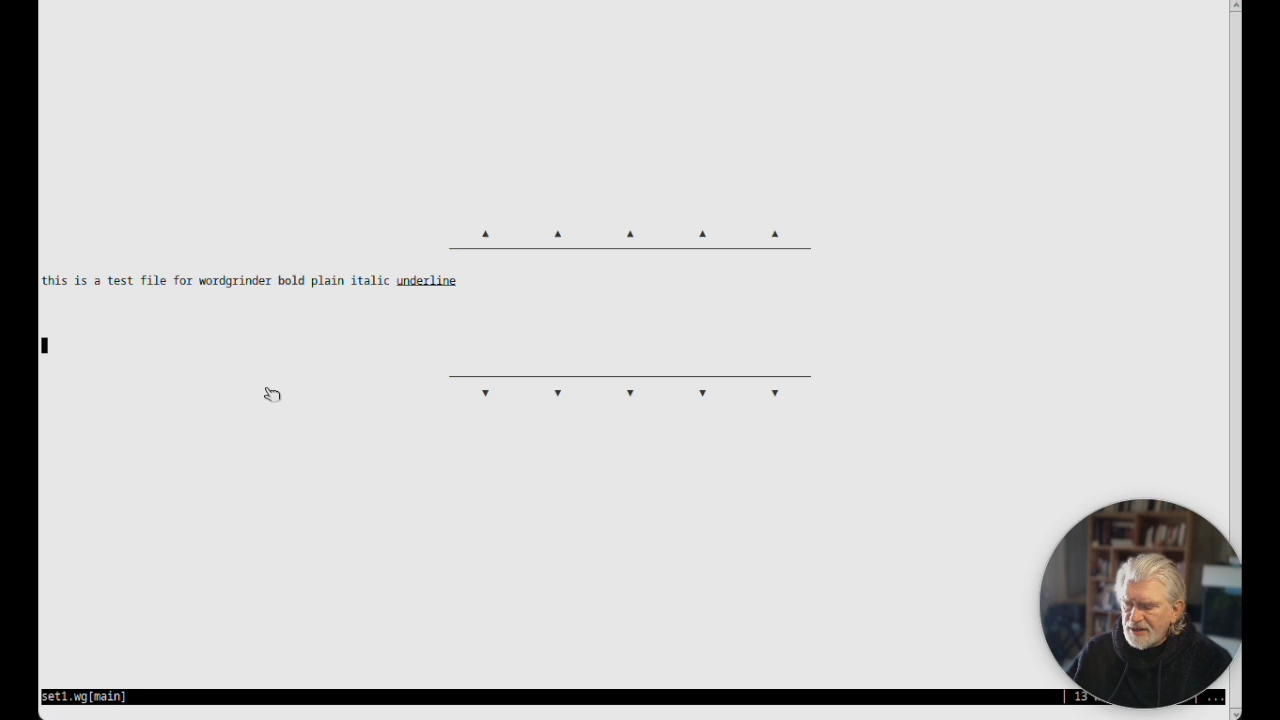 this is a test file for wordgrinder bold plain italic underline
set1.wg[main]
| 13
| ...